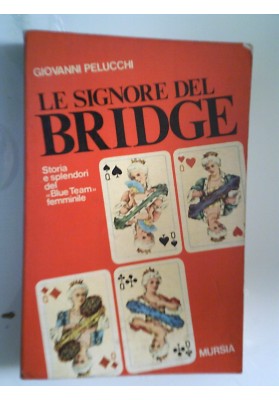 GIOVANNI PELUCCHI
LE SIGNORE DEL
BRIDGE
Storia
e splendori
del
«Blue Team»
femminile
MURSIA